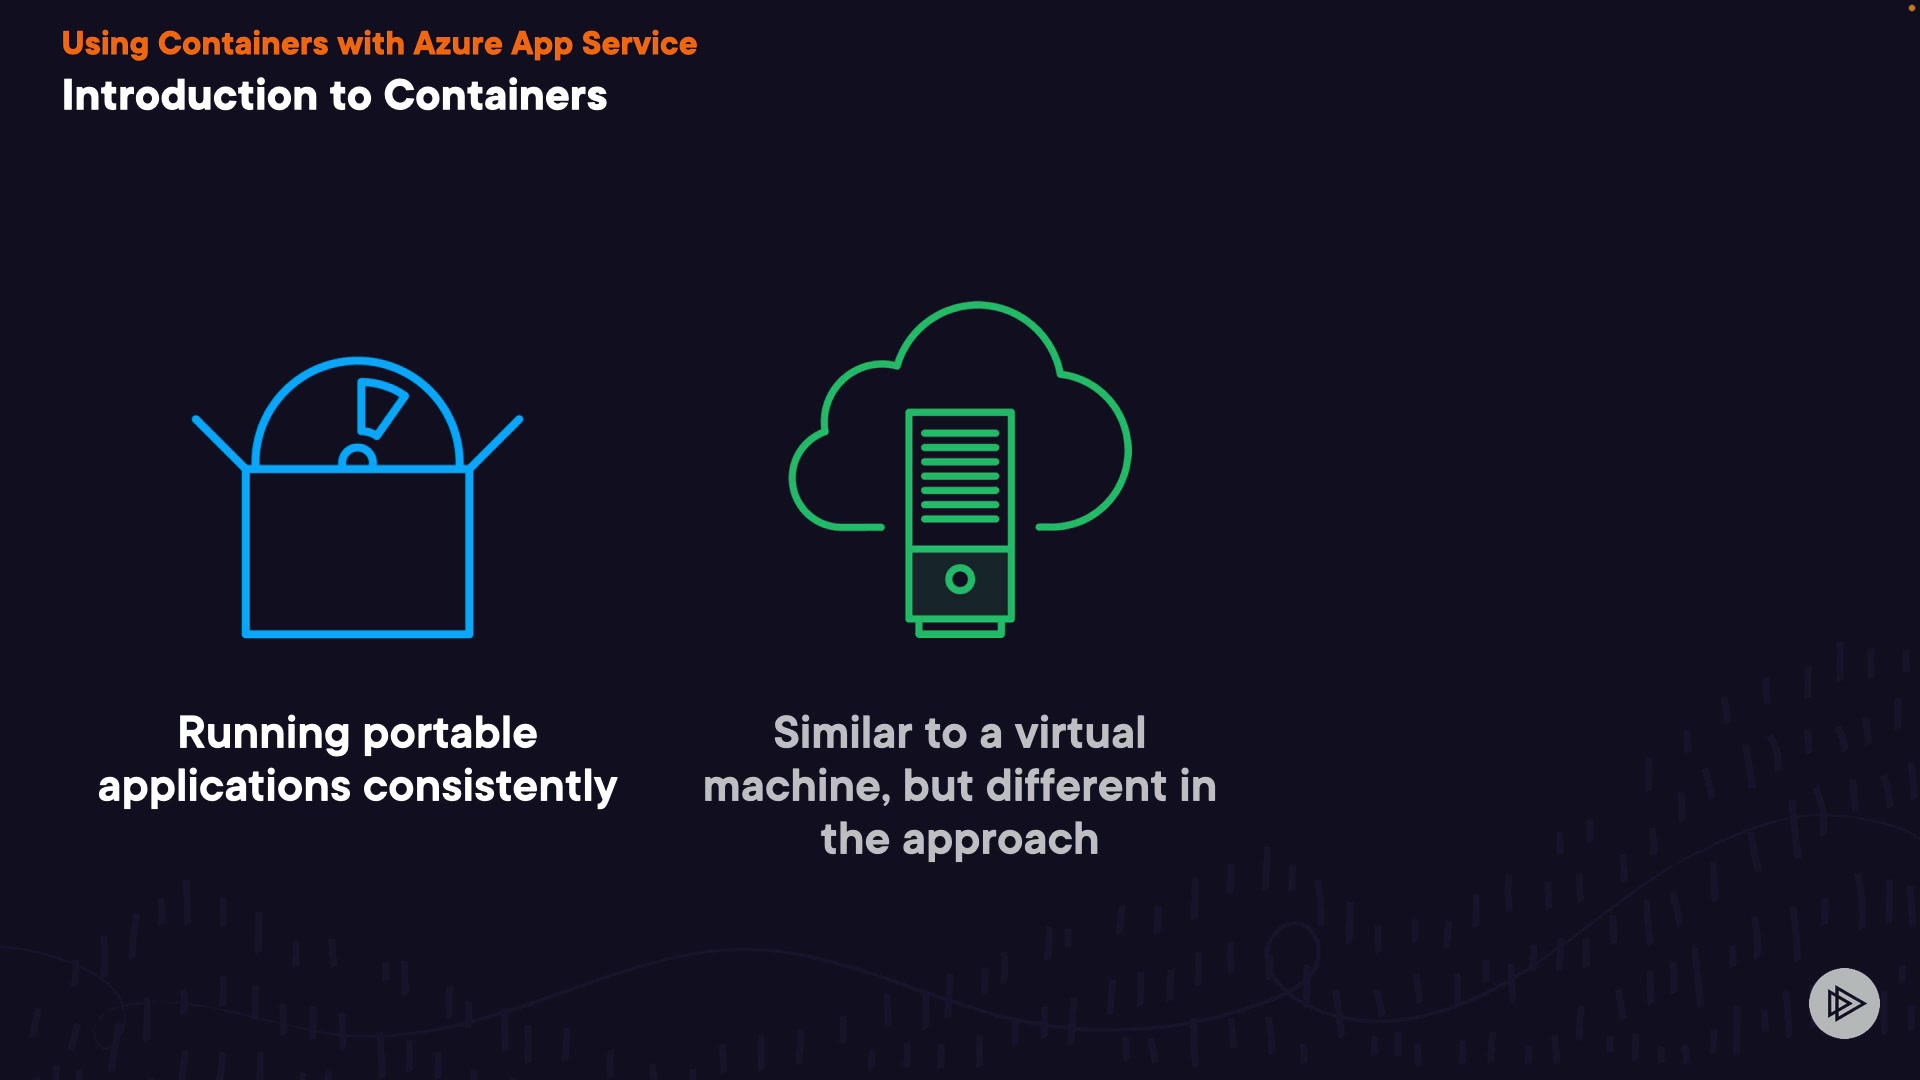 Using Containers with Azure App Service
Introduction to Containers
Running portable
applications consistently
Similar to a virtual
machine, but different in
the approach